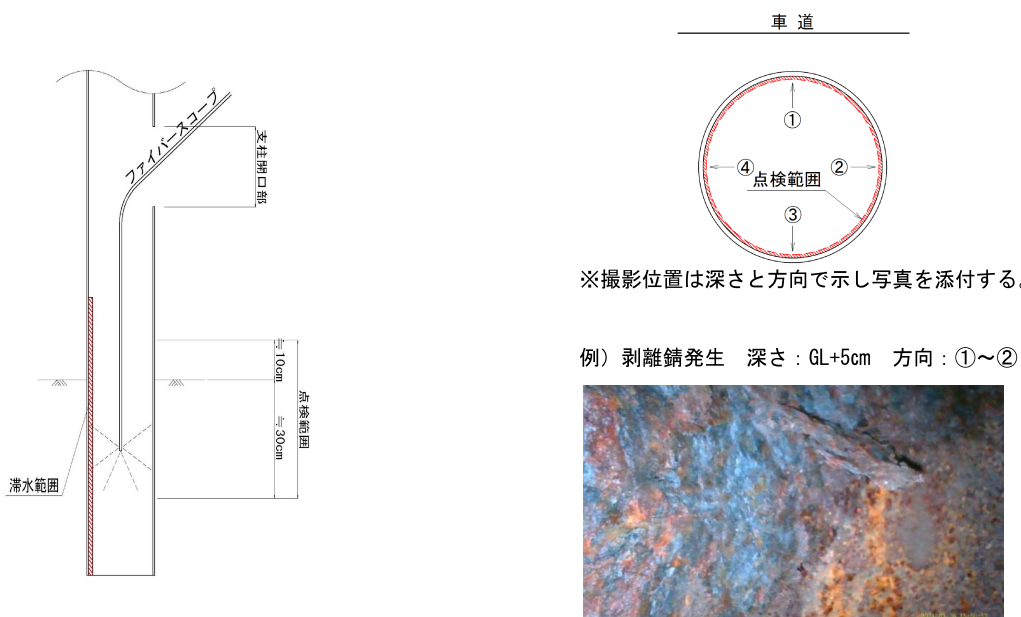 車 道
ファイバースコープ
支柱開口部
①
④
②
点検範囲
③
※撮影位置は深さと方向で示し写真を添付する。
≒10cm
点検範囲
≒30cm
滞水範囲
例）剥離錆発生　深さ：GL+5cm　方向：①～②